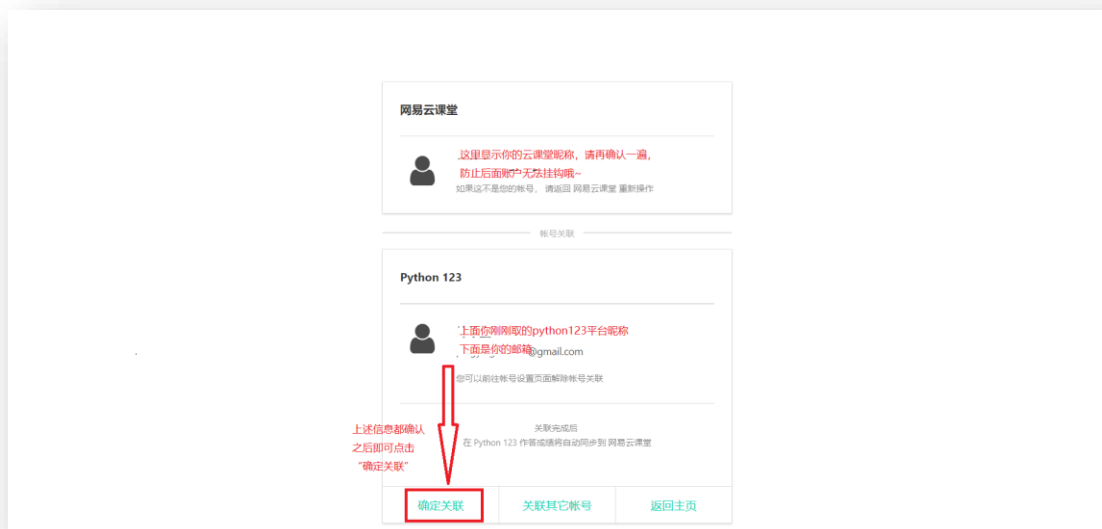 网易云课堂
这里显示你的云课堂昵称，请再确认一遍，
防止后面账户无法挂钩哦~
如果这不是您的帐号， 请返回 网易云课堂 重新操作
帐号关联
Python 123
上面你刚刚取的python123平台昵称
下面是你的邮箱
@gmail.com
您可以前往帐号设置页面解除帐号关联
关联完成后
在 Python 123 作答成绩将自动同步到 网易云课堂
上述信息都确认
之后即可点击
“确定关联”
确定关联
关联其它帐号
返回主页